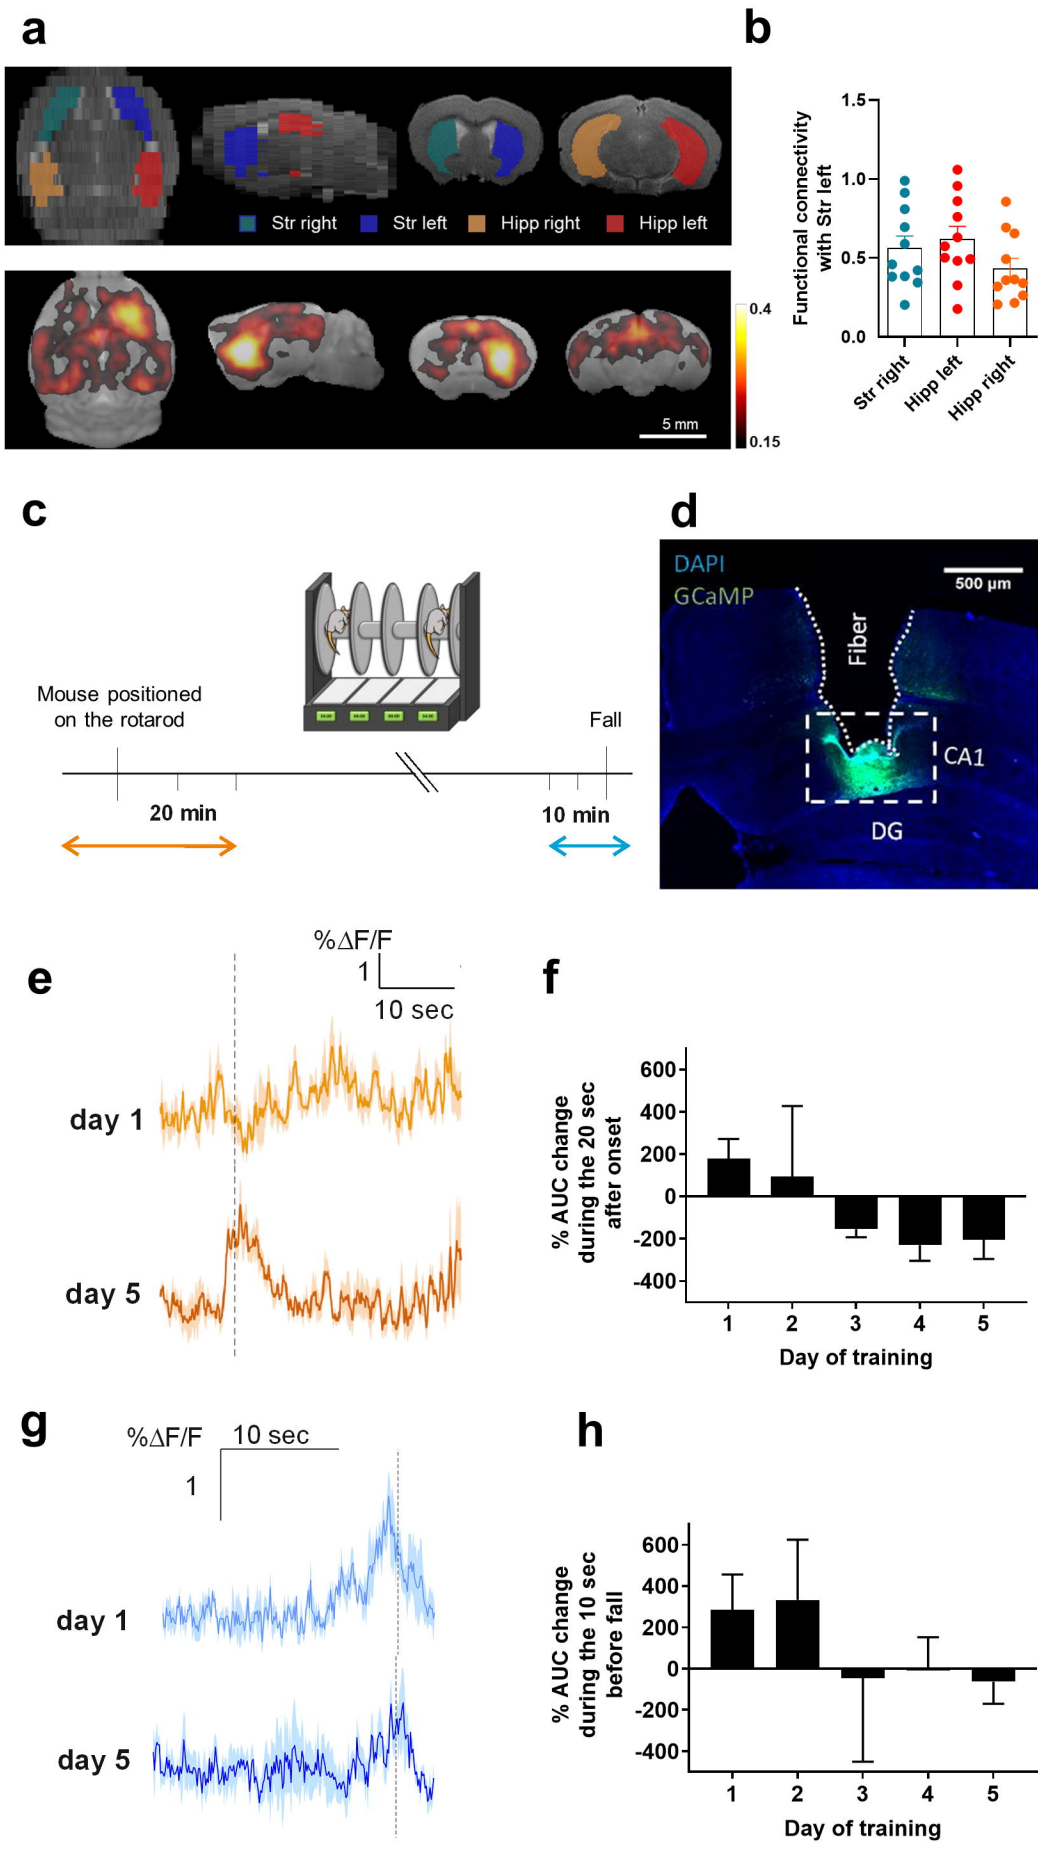 a
Str right
Str left
Hipp right
Hipp left
0.4
0.15
5 mm
b
Functional connectivity
with Str left
1.5
1.0
0.5
0.0
Str right
Hipp left
Hipp right
c
Mouse positioned
on the rotarod
Fall
20 min
10 min
d
DAPI
GCaMP
500 µm
Fiber
CA1
DG
e
%ΔF/F
1
10 sec
day 1
day 5
f
% AUC change
during the 20 sec
after onset
600
400
200
0
-200
-400
1 2 3 4 5
Day of training
g
%ΔF/F
10 sec
1
day 1
day 5
h
% AUC change
during the 10 sec
before fall
600
400
200
0
-200
-400
1 2 3 4 5
Day of training